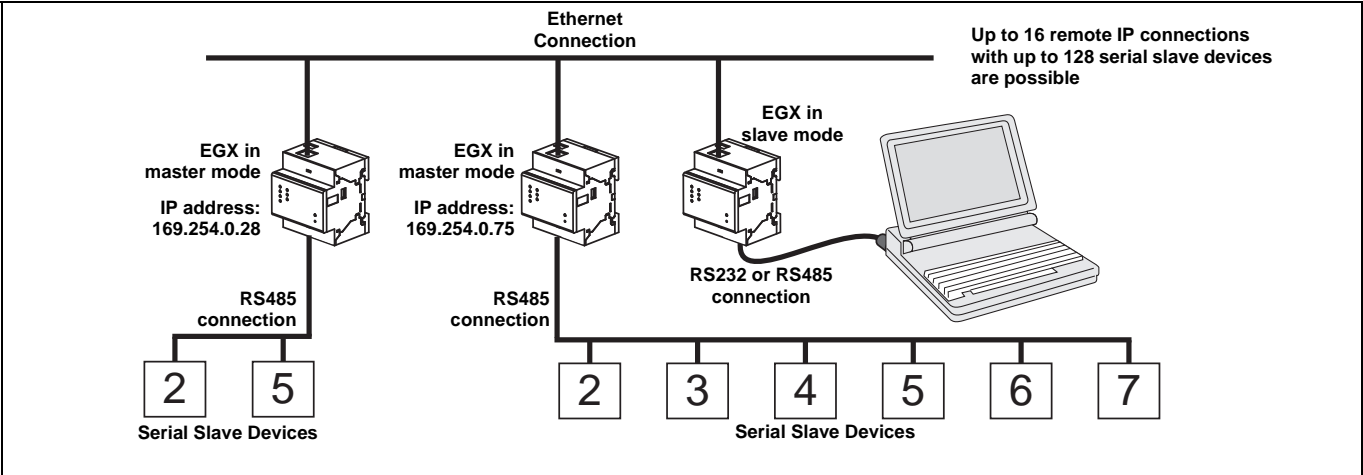 Ethernet
Connection
Up to 16 remote IP connections
with up to 128 serial slave devices
are possible
EGX in
master mode
IP address:
169.254.0.28
EGX in
master mode
IP address:
169.254.0.75
EGX in
slave mode
RS232 or RS485
connection
RS485
connection
RS485
connection
2 5
Serial Slave Devices
2 3 4 5 6 7
Serial Slave Devices